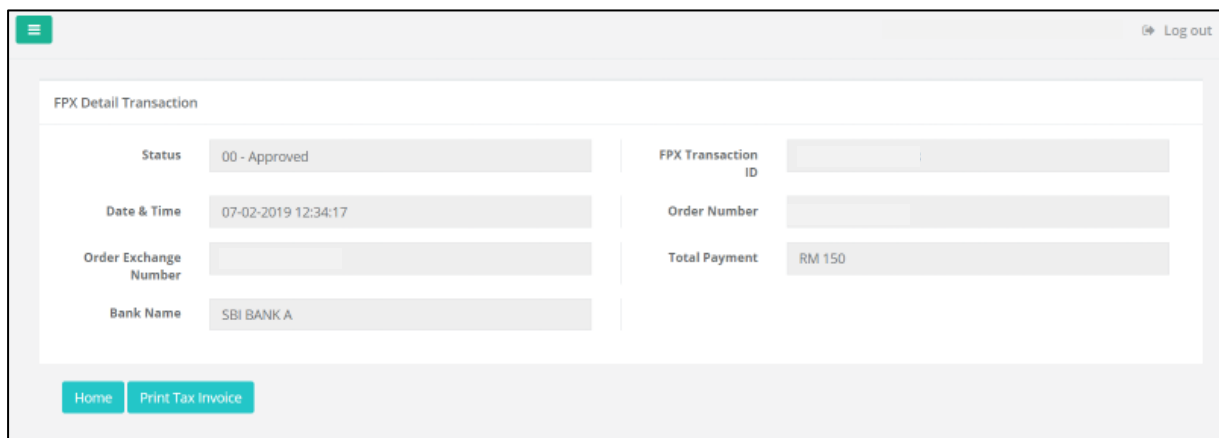 Log out
FPX Detail Transaction
Status
00 - Approved
FPX Transaction
ID
Date & Time
07-02-2019 12:34:17
Order Number
Order Exchange
Number
Total Payment
RM 150
Bank Name
SBI BANK A
Home
Print Tax Invoice